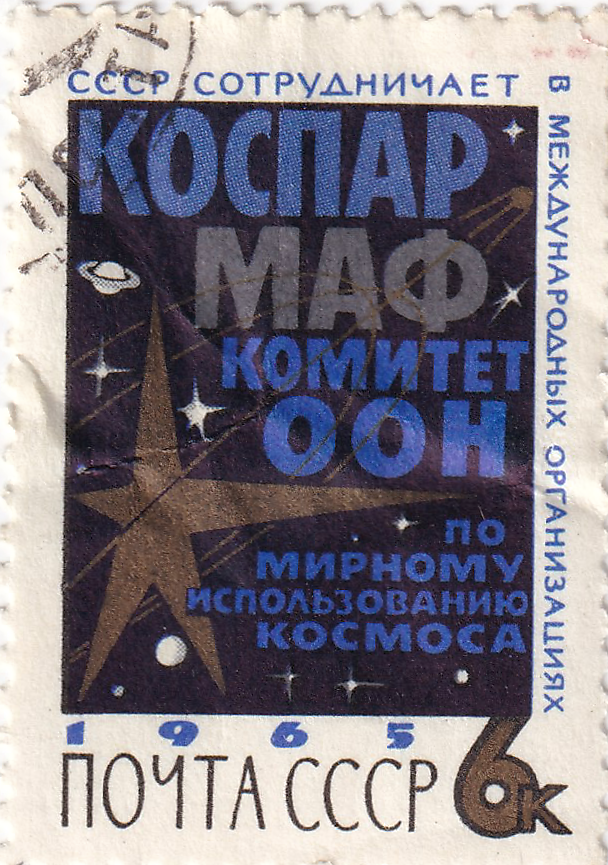 СССР СОТРУДНИЧАЕТ
В МЕЖДУНАРОДНЫХ ОРГАНИЗАЦИЯХ
КОСПАР
МАФ
КОМИТЕТ
ООН
ПО
МИРНОМУ
ИСПОЛЬЗОВАНИЮ
КОСМОСА
1965
ПОЧТА СССР 6к